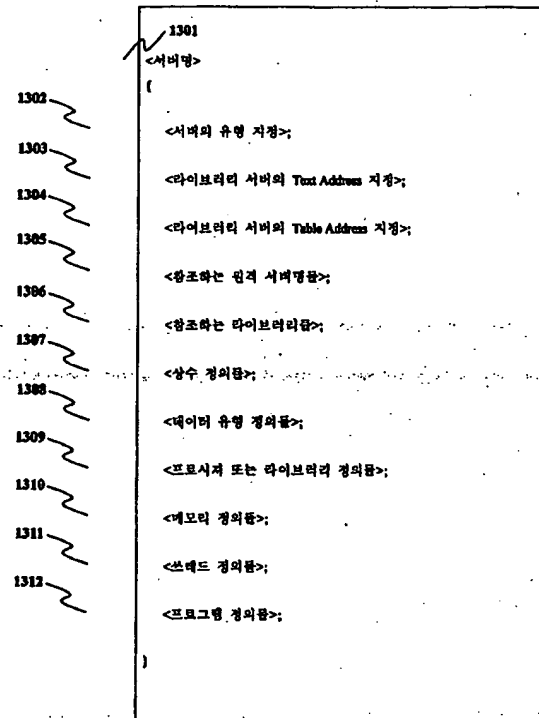 1301
<서버명>
{
1302
<서버의 유형 지정>;
1303
<라이브러리 서버의 Text Address 지정>;
1304
<라이브러리 서버의 Table Address 지정>;
1305
<참조하는 원격 서버명들>;
1306
<참조하는 라이브러리들>;
1307
<상수 정의들>;
1308
<데이터 유형 정의들>;
1309
<프로시져 또는 라이브러리 정의들>;
1310
<메모리 정의들>;
1311
<쓰레드 정의들>;
1312
<프로그램 정의들>;
}